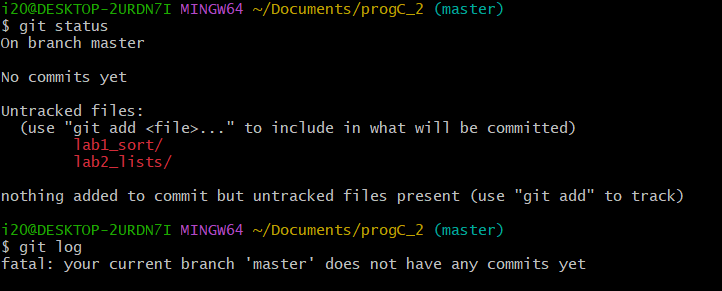 i20@DESKTOP-2URDN7I MINGW64 ~/Documents/progC_2 (master)
$ git status
On branch master

No commits yet

Untracked files:
  (use "git add <file>..." to include in what will be committed)
        lab1_sort/
        lab2_lists/

nothing added to commit but untracked files present (use "git add" to track)

i20@DESKTOP-2URDN7I MINGW64 ~/Documents/progC_2 (master)
$ git log
fatal: your current branch 'master' does not have any commits yet